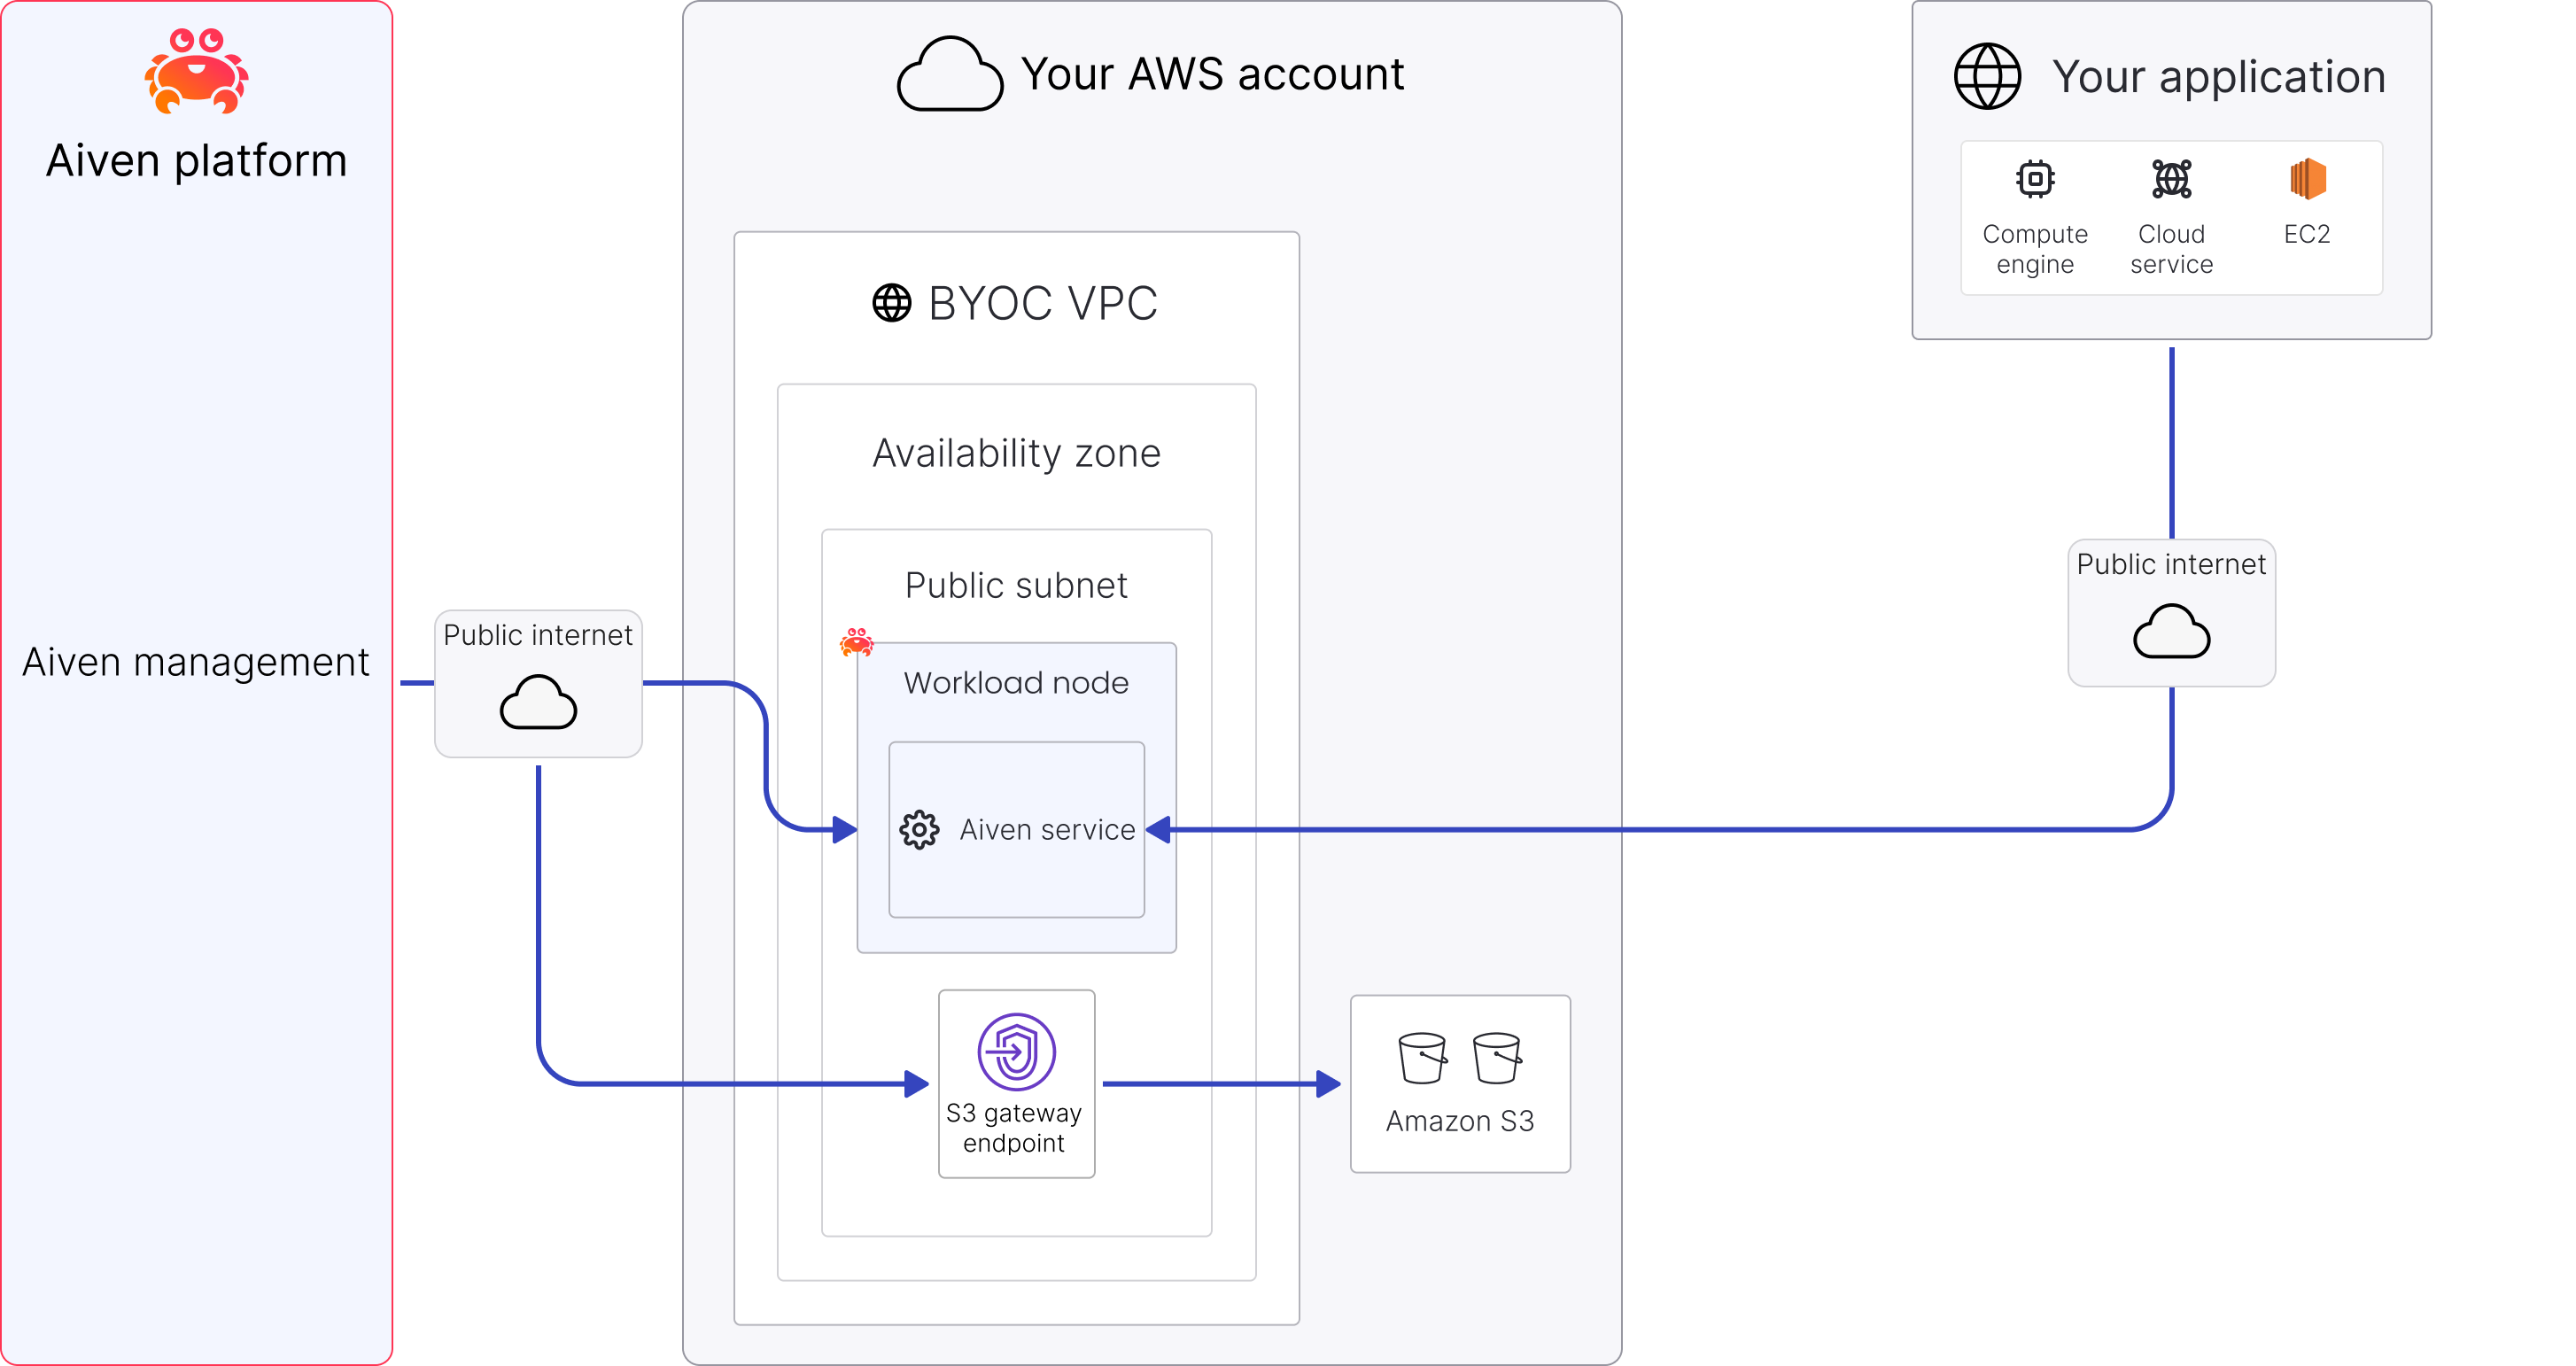 Aiven platform
Aiven management
Public internet
Your AWS account
BYOC VPC
Availability zone
Public subnet
Workload node
Aiven service
S3 gateway
endpoint
Amazon S3
Your application
Compute
engine
Cloud
service
EC2
Public internet